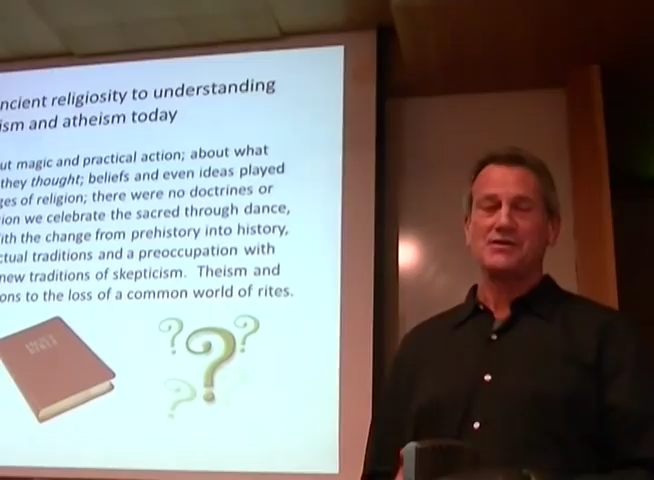 ncient religiosity to understanding
ism and atheism today
ut magic and practical action; about what
they thought; beliefs and even ideas played
ges of religion; there were no doctrines or
ion we celebrate the sacred through dance,
ith the change from prehistory into history,
ctual traditions and a preoccupation with
new traditions of skepticism. Theism and
ons to the loss of a common world of rites.
HOLY
BIBLE
? ? ?
?